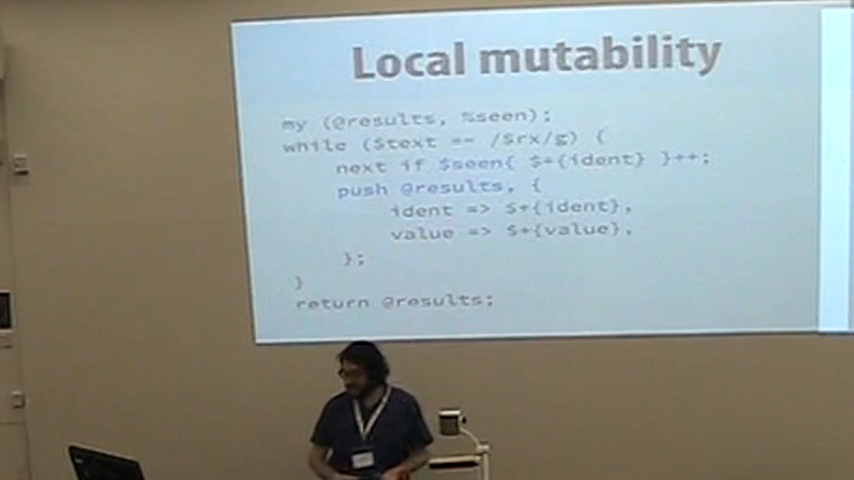 Local mutability
my (@results, %seen);
while ($text =~ /$rx/g) {
next if $seen{ $+{ident} }++;
push @results, {
ident => $+{ident},
value => $+{value},
};
}
return @results;